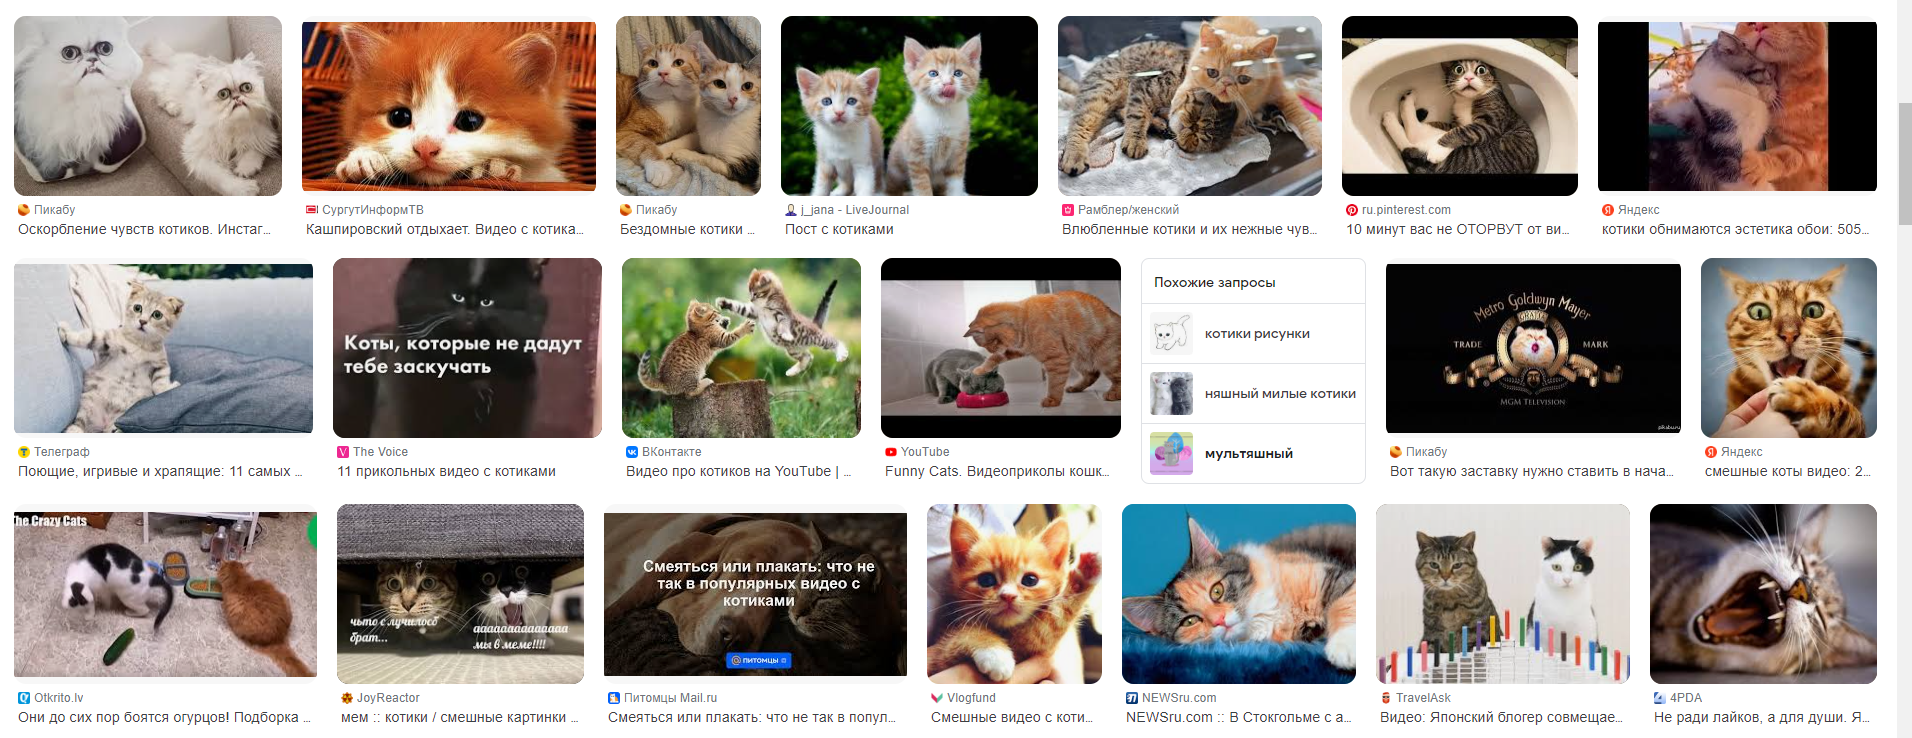 Пикабу
Оскорбление чувств котиков. Инстаг...
СургутИнформТВ
Кашпировский отдыхает. Видео с котика...
Пикабу
Бездомные котики ...
j_jana - LiveJournal
Пост с котиками
Рамблер/женский
Влюбленные котики и их нежные чув...
ru.pinterest.com
10 минут вас не ОТОРВУТ от ви...
Яндекс
котики обнимаются эстетика обои: 505...
Коты, которые не дадут
тебе заскучать
Похожие запросы
котики рисунки
няшный милые котики
мультяшный
Metro Goldwyn Mayer
TRADE
MARK
MGM TELEVISION
pikabu.ru
Телеграф
Поющие, игривые и храпящие: 11 самых ...
The Voice
11 прикольных видео с котиками
ВКонтакте
Видео про котиков на YouTube | ...
YouTube
Funny Cats. Видеоприколы кошк...
Пикабу
Вот такую заставку нужно ставить в нача...
Яндекс
смешные коты видео: 2...
The Crazy Cats
чьто с лучилосб
брат...
аааааааааааааа
мы в меме!!!!
Смеяться или плакать: что не
так в популярных видео с
котиками
ПИТОМЦЫ
Otkrito.lv
Они до сих пор боятся огурцов! Подборка ...
JoyReactor
мем :: котики / смешные картинки ...
Питомцы Mail.ru
Смеяться или плакать: что не так в попул...
Vlogfund
Смешные видео с коти...
NEWSru.com
NEWSru.com :: В Стокгольме с а...
TravelAsk
Видео: Японский блогер совмещае...
4PDA
Не ради лайков, а для души. Я...